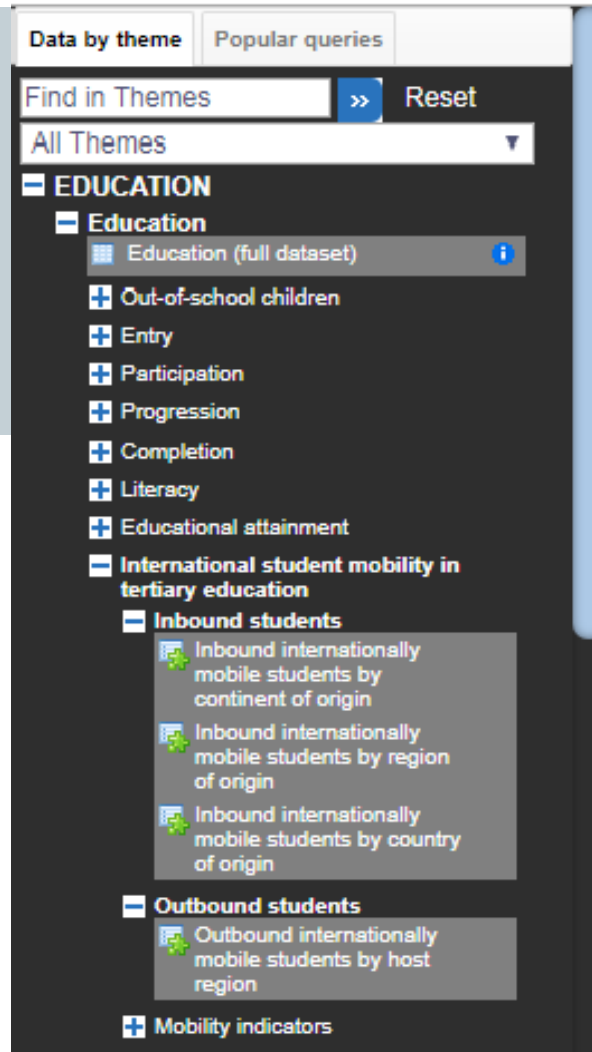 Data by theme Popular queries
Find in Themes » Reset
All Themes
EDUCATION
Education
Education (full dataset)
Out-of-school children
Entry
Participation
Progression
Completion
Literacy
Educational attainment
International student mobility in
tertiary education
Inbound students
Inbound internationally
mobile students by
continent of origin
Inbound internationally
mobile students by region
of origin
Inbound internationally
mobile students by country
of origin
Outbound students
Outbound internationally
mobile students by host
region
Mobility indicators